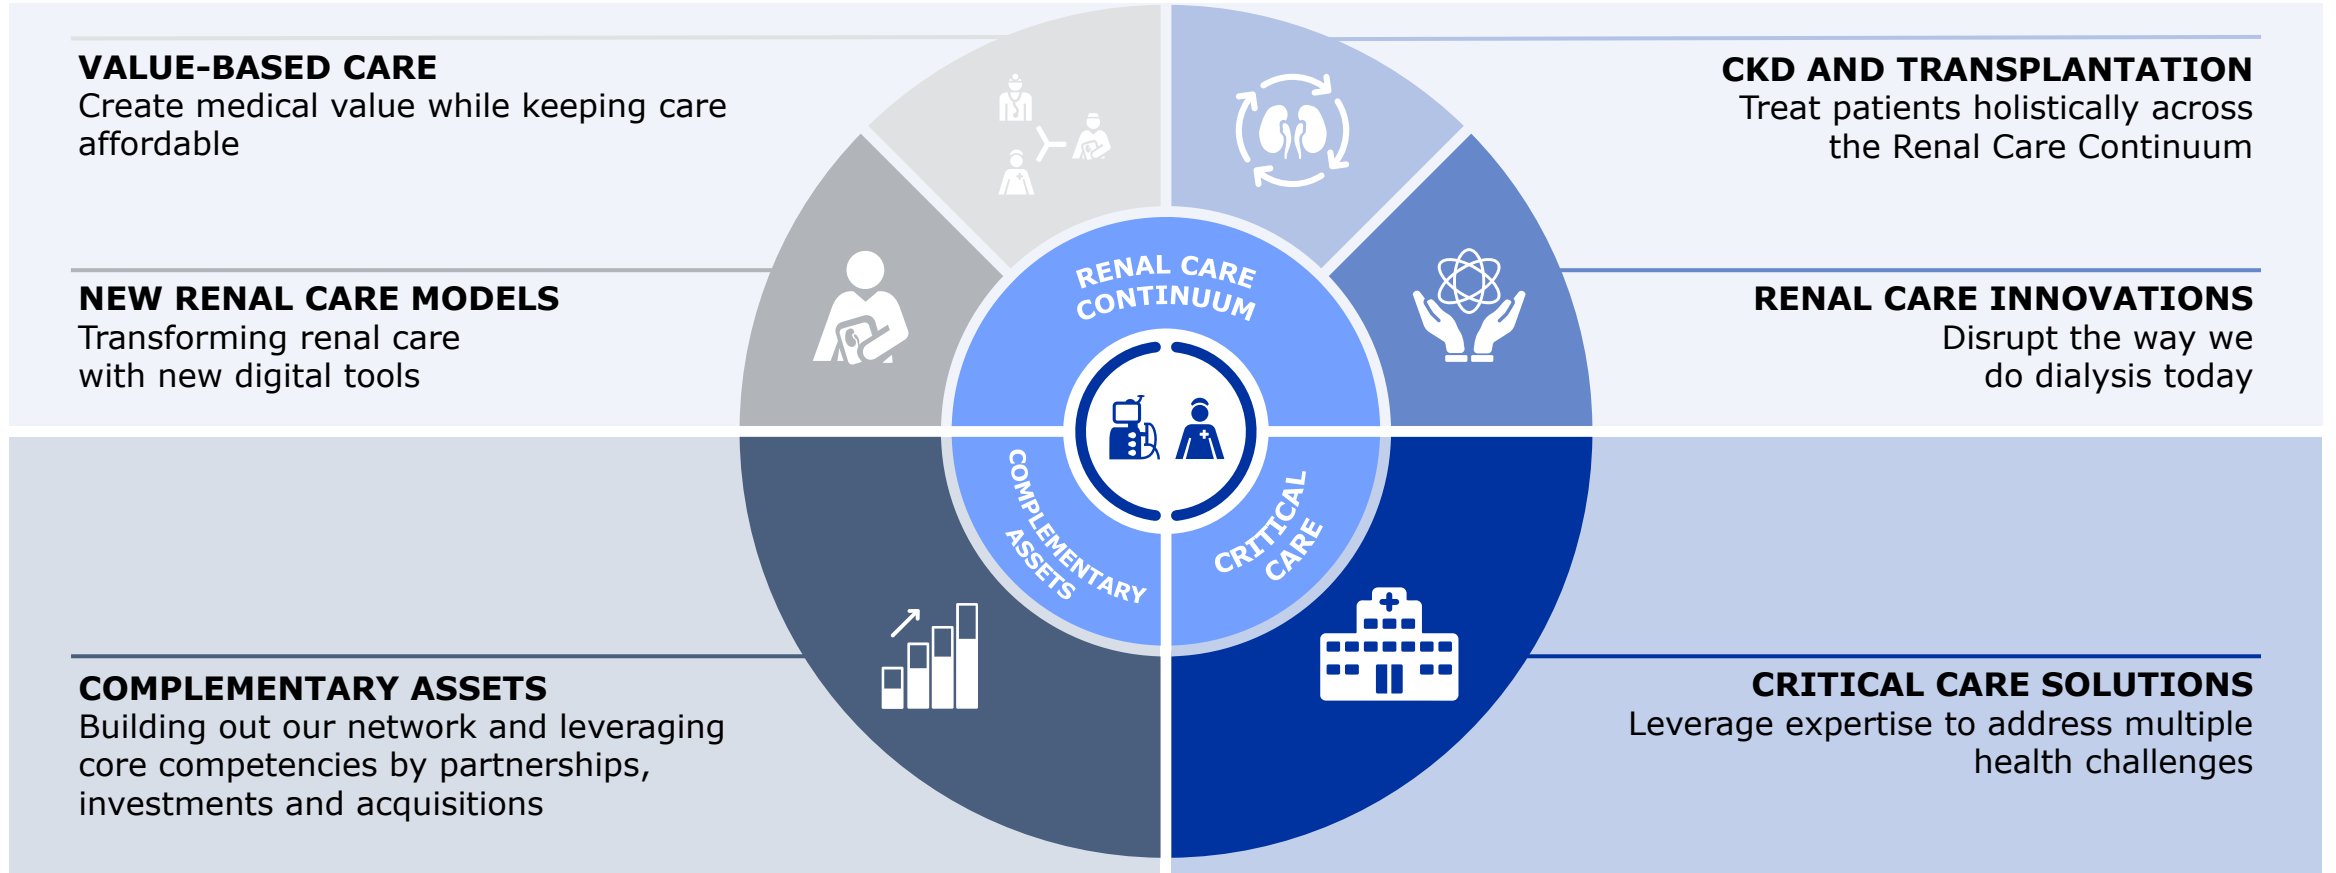 VALUE-BASED CARE
Create medical value while keeping care
affordable
NEW RENAL CARE MODELS
Transforming renal care
with new digital tools
CKD AND TRANSPLANTATION
Treat patients holistically across
the Renal Care Continuum
RENAL CARE INNOVATIONS
Disrupt the way we
do dialysis today
RENAL CARE
CONTINUUM
COMPLEMENTARY
ASSETS
CRITICAL
CARE
COMPLEMENTARY ASSETS
Building out our network and leveraging
core competencies by partnerships,
investments and acquisitions
CRITICAL CARE SOLUTIONS
Leverage expertise to address multiple
health challenges